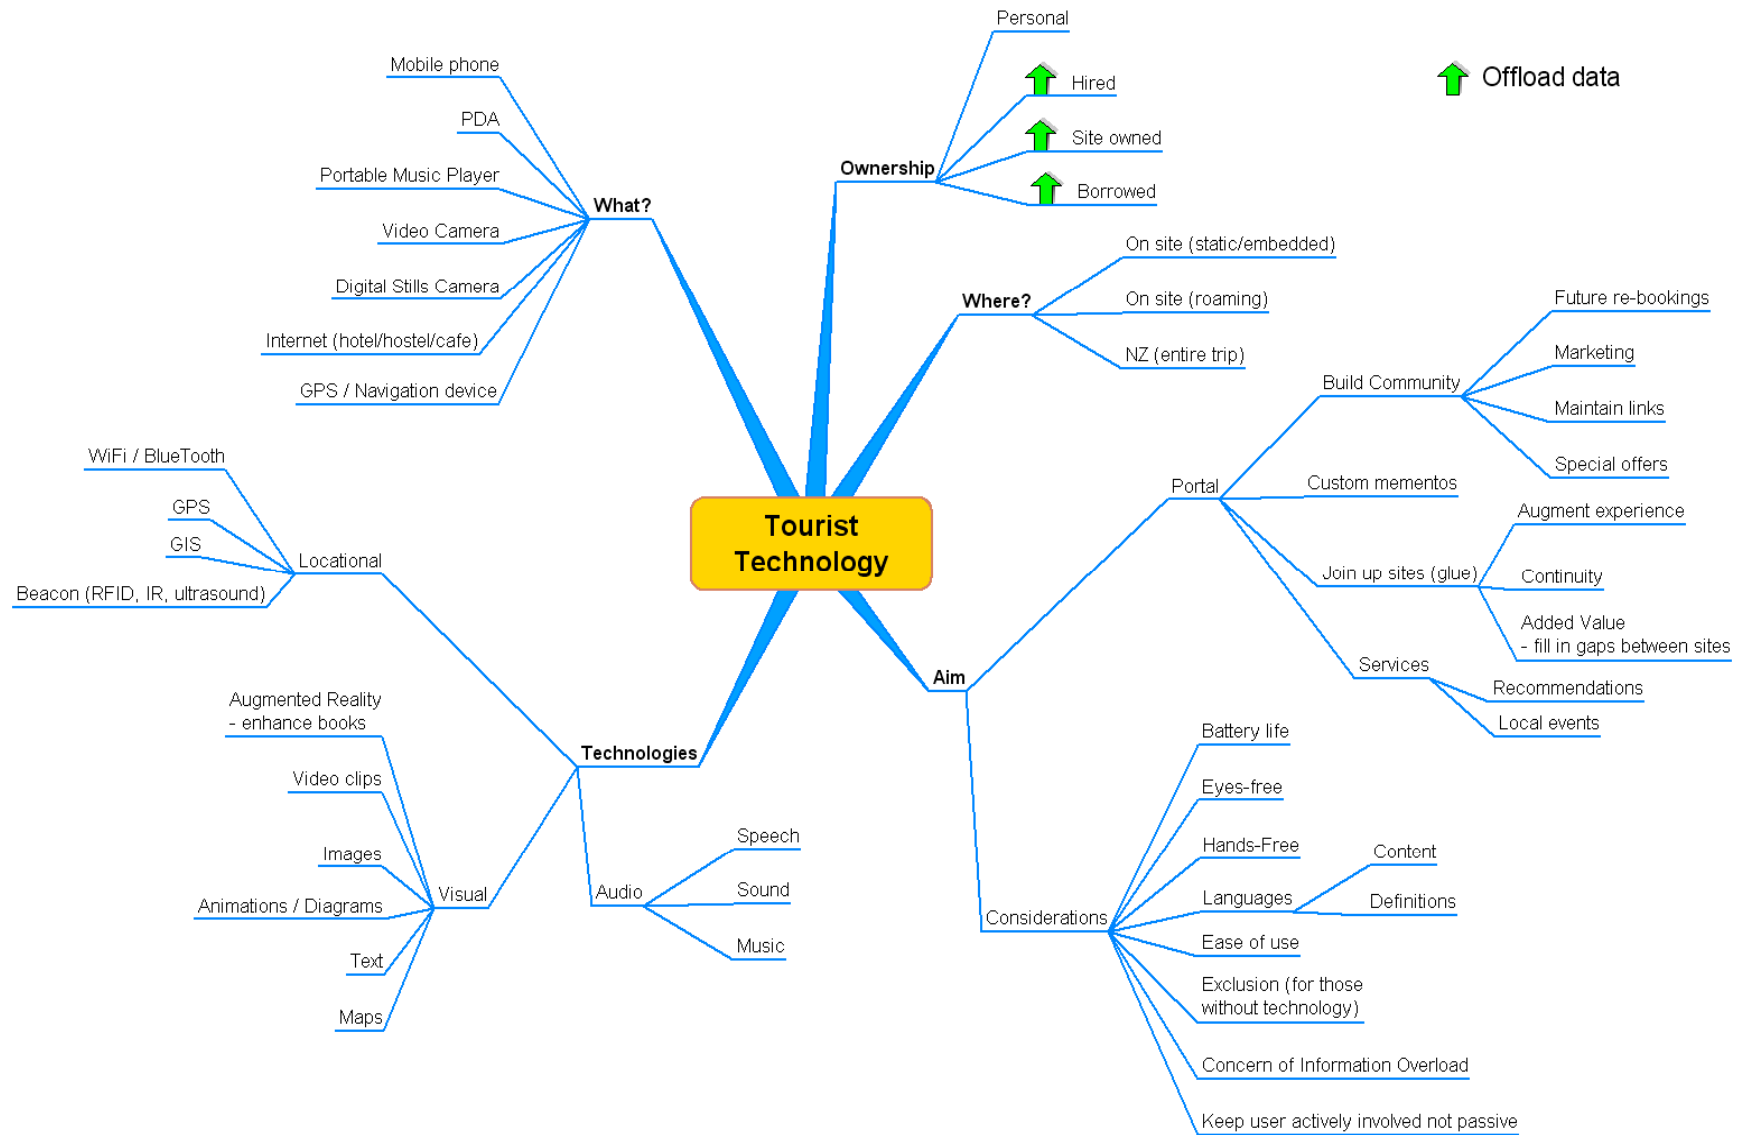 Tourist
Technology
What?
Mobile phone
PDA
Portable Music Player
Video Camera
Digital Stills Camera
Internet (hotel/hostel/cafe)
GPS / Navigation device
Ownership
Personal
Hired
Site owned
Borrowed
Offload data
Where?
On site (static/embedded)
On site (roaming)
NZ (entire trip)
Aim
Portal
Build Community
Future re-bookings
Marketing
Maintain links
Special offers
Custom mementos
Join up sites (glue)
Augment experience
Continuity
Added Value
- fill in gaps between sites
Services
Recommendations
Local events
Considerations
Battery life
Eyes-free
Hands-Free
Languages
Content
Definitions
Ease of use
Exclusion (for those
without technology)
Concern of Information Overload
Keep user actively involved not passive
Technologies
Locational
WiFi / BlueTooth
GPS
GIS
Beacon (RFID, IR, ultrasound)
Visual
Augmented Reality
- enhance books
Video clips
Images
Animations / Diagrams
Text
Maps
Audio
Speech
Sound
Music